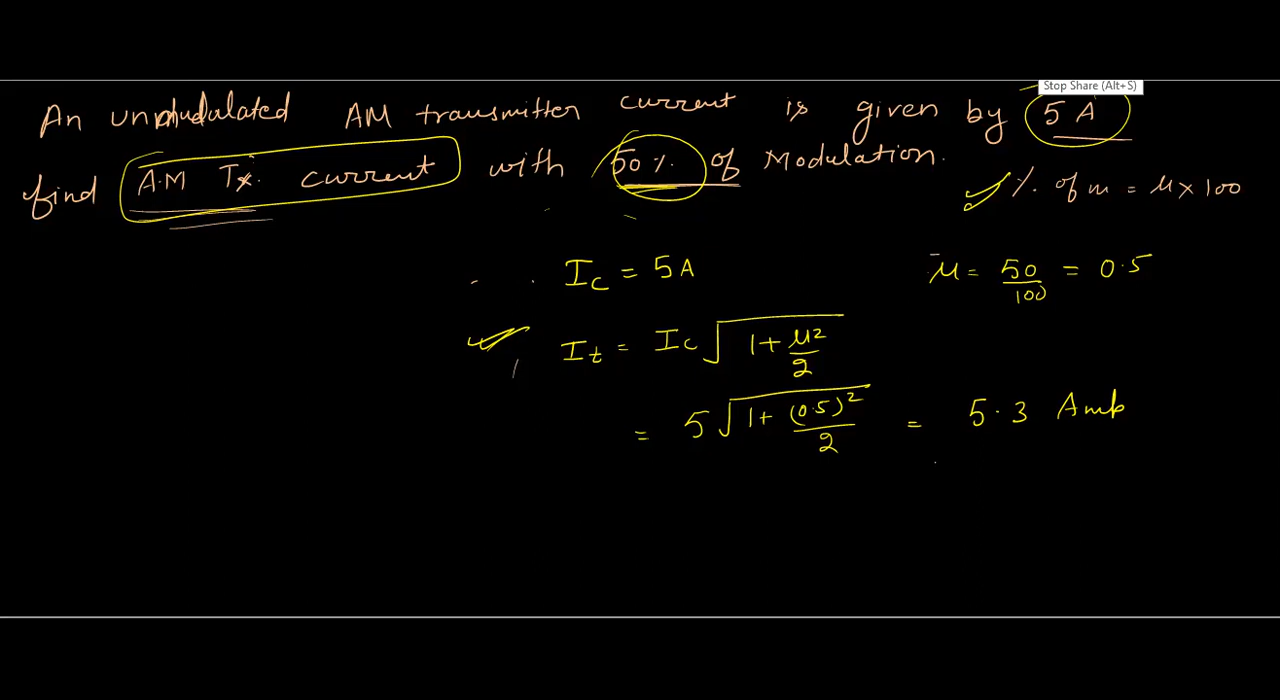 Stop Share (Alt+S)
An unmodulated AM transmitter current is given by 5 A
find A.M Tx. current with 50 %. of Modulation.
%. of m = μ x 100
Ic = 5A
μ = 50/100 = 0.5
It = Ic √(1 + μ²/2)
= 5 √(1 + (0.5)²/2) = 5.3 Amp